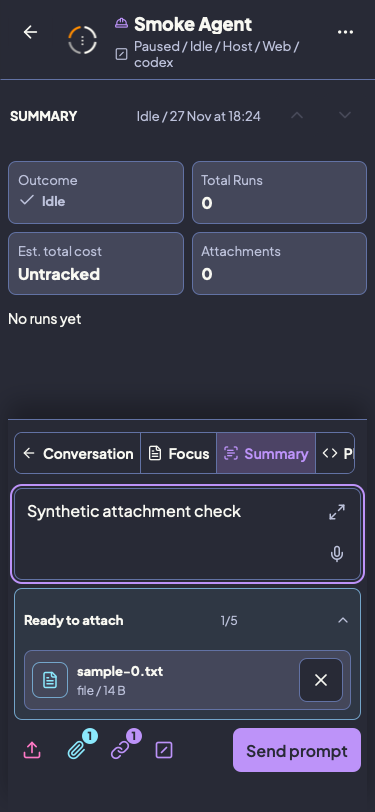 Smoke Agent
Paused / Idle / Host / Web /
codex
SUMMARY
Idle / 27 Nov at 18:24
Outcome
Idle
Total Runs
0
Est. total cost
Untracked
Attachments
0
No runs yet
Conversation
Focus
Summary
Pl
Synthetic attachment check
Ready to attach
1/5
sample-0.txt
file / 14 B
1
1
Send prompt